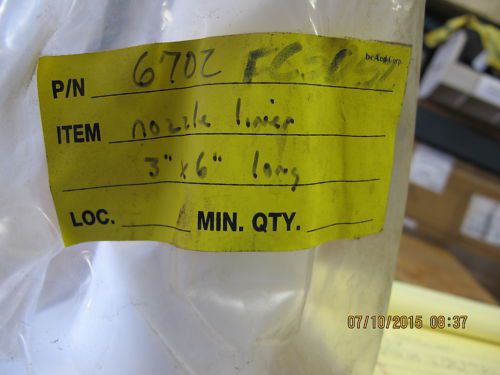 P/N 6702
ITEM nozzle liner
3" x 6" long
LOC. MIN. QTY.
07/10/2015 08:37